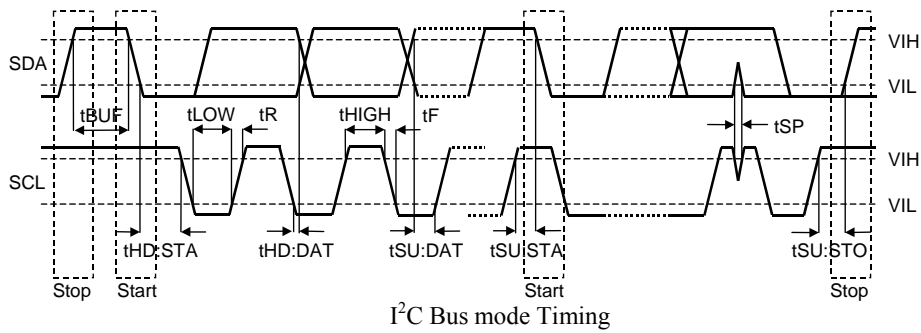 VIH
SDA
VIL
tBUF
tLOW
tR
tHIGH
tF
tSP
VIH
SCL
VIL
tHD:STA
tHD:DAT
tSU:DAT
tSU:STA
tSU:STO
Stop
Start
Start
Stop
I²C Bus mode Timing